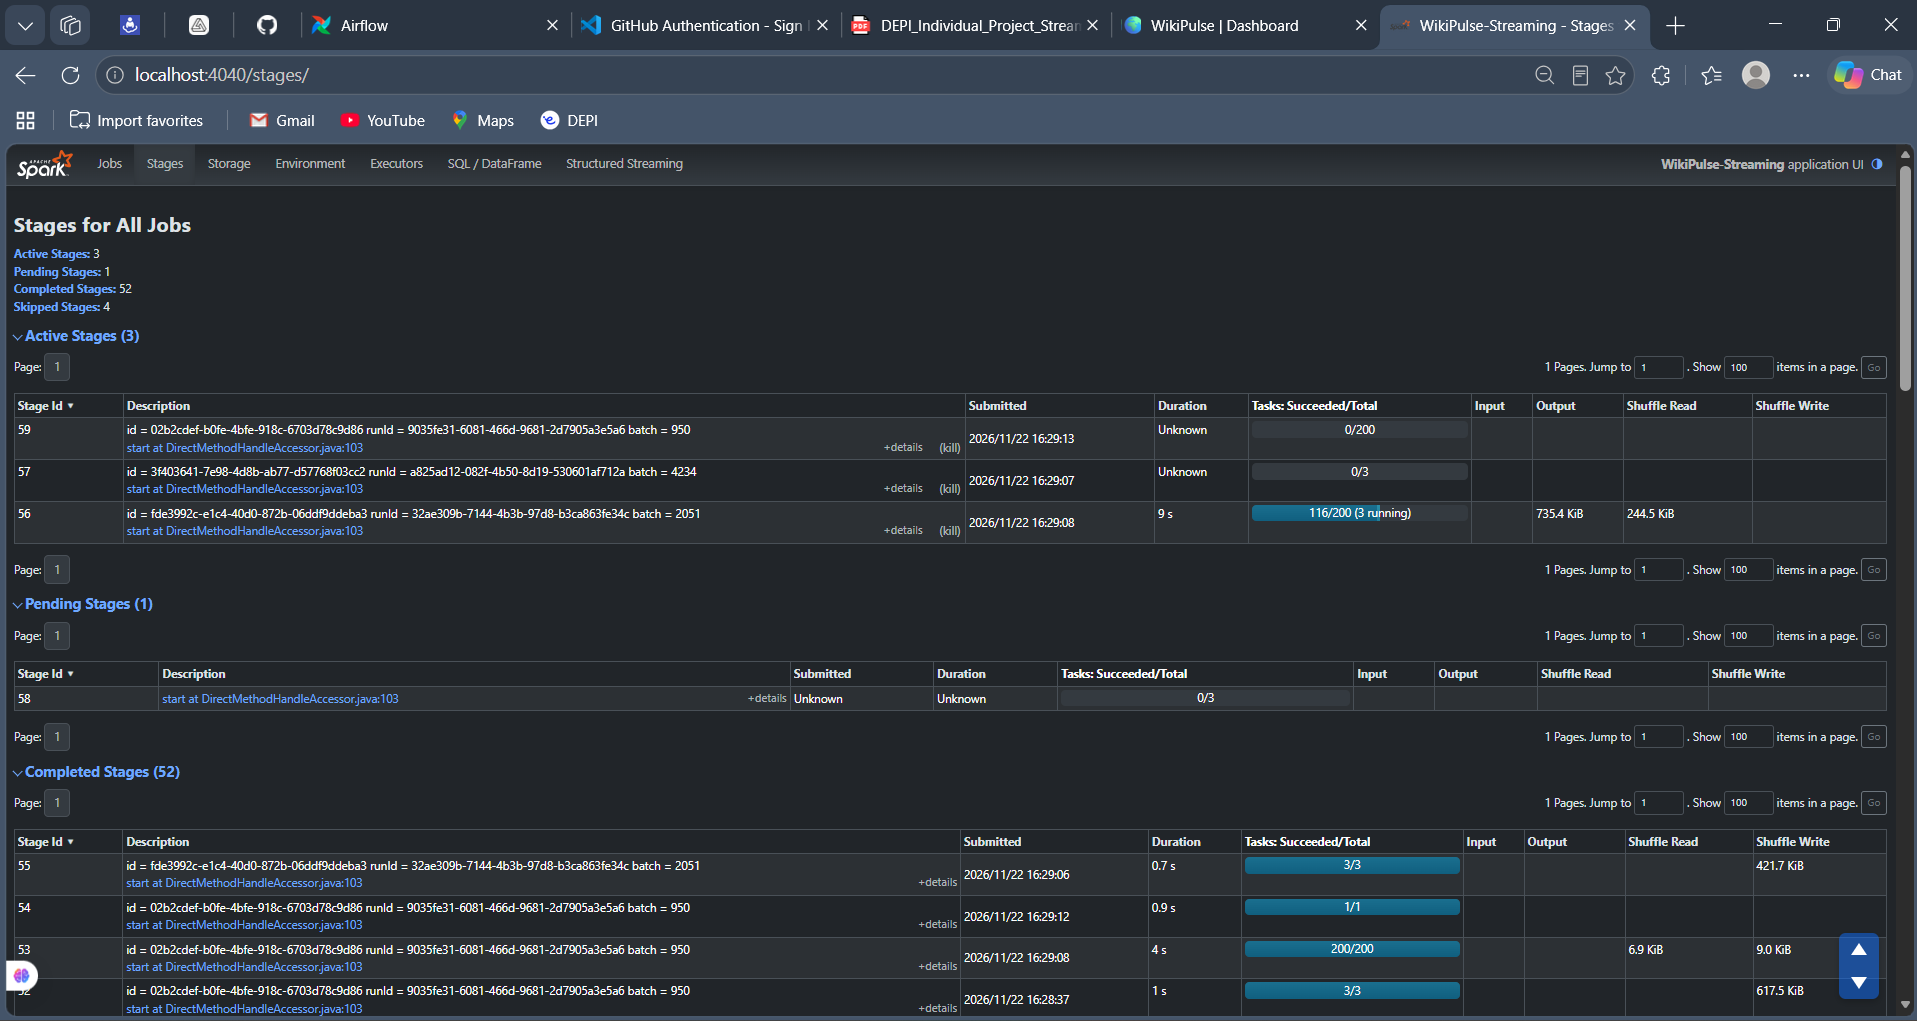 Airflow
GitHub Authentication - Sign
DEPI_Individual_Project_Stream
WikiPulse | Dashboard
WikiPulse-Streaming - Stages
localhost:4040/stages/
Chat
Import favorites
Gmail
YouTube
Maps
DEPI
APACHE Spark
Jobs
Stages
Storage
Environment
Executors
SQL / DataFrame
Structured Streaming
WikiPulse-Streaming application UI
Stages for All Jobs
Active Stages: 3
Pending Stages: 1
Completed Stages: 52
Skipped Stages: 4
Active Stages (3)
Page: 1
1 Pages. Jump to 1 . Show 100 items in a page. Go
Stage Id ▾ Description Submitted Duration Tasks: Succeeded/Total Input Output Shuffle Read Shuffle Write
59 id = 02b2cdef-b0fe-4bfe-918c-6703d78c9d86 runId = 9035fe31-6081-466d-9681-2d7905a3e5a6 batch = 950 2026/11/22 16:29:13 Unknown 0/200
start at DirectMethodHandleAccessor.java:103 +details (kill)
57 id = 3f403641-7e98-4d8b-ab77-d57768f03cc2 runId = a825ad12-082f-4b50-8d19-530601af712a batch = 4234 2026/11/22 16:29:07 Unknown 0/3
start at DirectMethodHandleAccessor.java:103 +details (kill)
56 id = fde3992c-e1c4-40d0-872b-06ddf9ddeba3 runId = 32ae309b-7144-4b3b-97d8-b3ca863fe34c batch = 2051 2026/11/22 16:29:08 9 s 116/200 (3 running) 735.4 KiB 244.5 KiB
start at DirectMethodHandleAccessor.java:103 +details (kill)
Page: 1
1 Pages. Jump to 1 . Show 100 items in a page. Go
Pending Stages (1)
Page: 1
1 Pages. Jump to 1 . Show 100 items in a page. Go
Stage Id ▾ Description Submitted Duration Tasks: Succeeded/Total Input Output Shuffle Read Shuffle Write
58 start at DirectMethodHandleAccessor.java:103 +details Unknown Unknown 0/3
Page: 1
1 Pages. Jump to 1 . Show 100 items in a page. Go
Completed Stages (52)
Page: 1
1 Pages. Jump to 1 . Show 100 items in a page. Go
Stage Id ▾ Description Submitted Duration Tasks: Succeeded/Total Input Output Shuffle Read Shuffle Write
55 id = fde3992c-e1c4-40d0-872b-06ddf9ddeba3 runId = 32ae309b-7144-4b3b-97d8-b3ca863fe34c batch = 2051 2026/11/22 16:29:06 0.7 s 3/3 421.7 KiB
start at DirectMethodHandleAccessor.java:103 +details
54 id = 02b2cdef-b0fe-4bfe-918c-6703d78c9d86 runId = 9035fe31-6081-466d-9681-2d7905a3e5a6 batch = 950 2026/11/22 16:29:12 0.9 s 1/1
start at DirectMethodHandleAccessor.java:103 +details
53 id = 02b2cdef-b0fe-4bfe-918c-6703d78c9d86 runId = 9035fe31-6081-466d-9681-2d7905a3e5a6 batch = 950 2026/11/22 16:29:08 4 s 200/200 6.9 KiB 9.0 KiB
start at DirectMethodHandleAccessor.java:103 +details
52 id = 02b2cdef-b0fe-4bfe-918c-6703d78c9d86 runId = 9035fe31-6081-466d-9681-2d7905a3e5a6 batch = 950 2026/11/22 16:28:37 1 s 3/3 617.5 KiB
start at DirectMethodHandleAccessor.java:103 +details